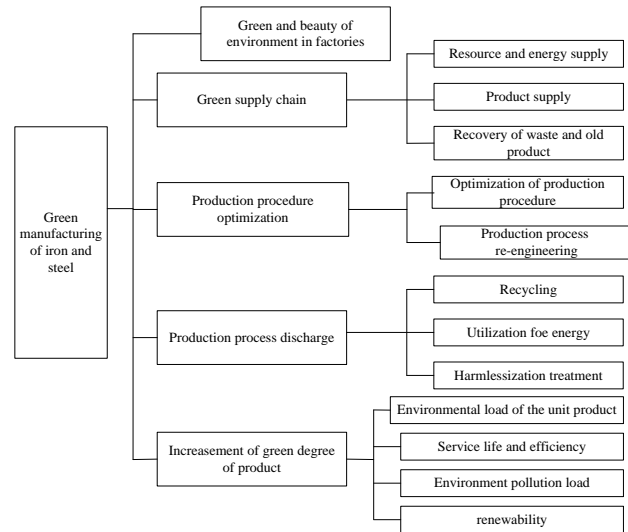 Green and beauty of
environment in factories
Green supply chain
Resource and energy supply
Product supply
Recovery of waste and old
product
Green
manufacturing
of iron and
steel
Production procedure
optimization
Optimization of production
procedure
Production process
re-engineering
Production process discharge
Recycling
Utilization foe energy
Harmlessization treatment
Increasement of green degree
of product
Environmental load of the unit product
Service life and efficiency
Environment pollution load
renewability